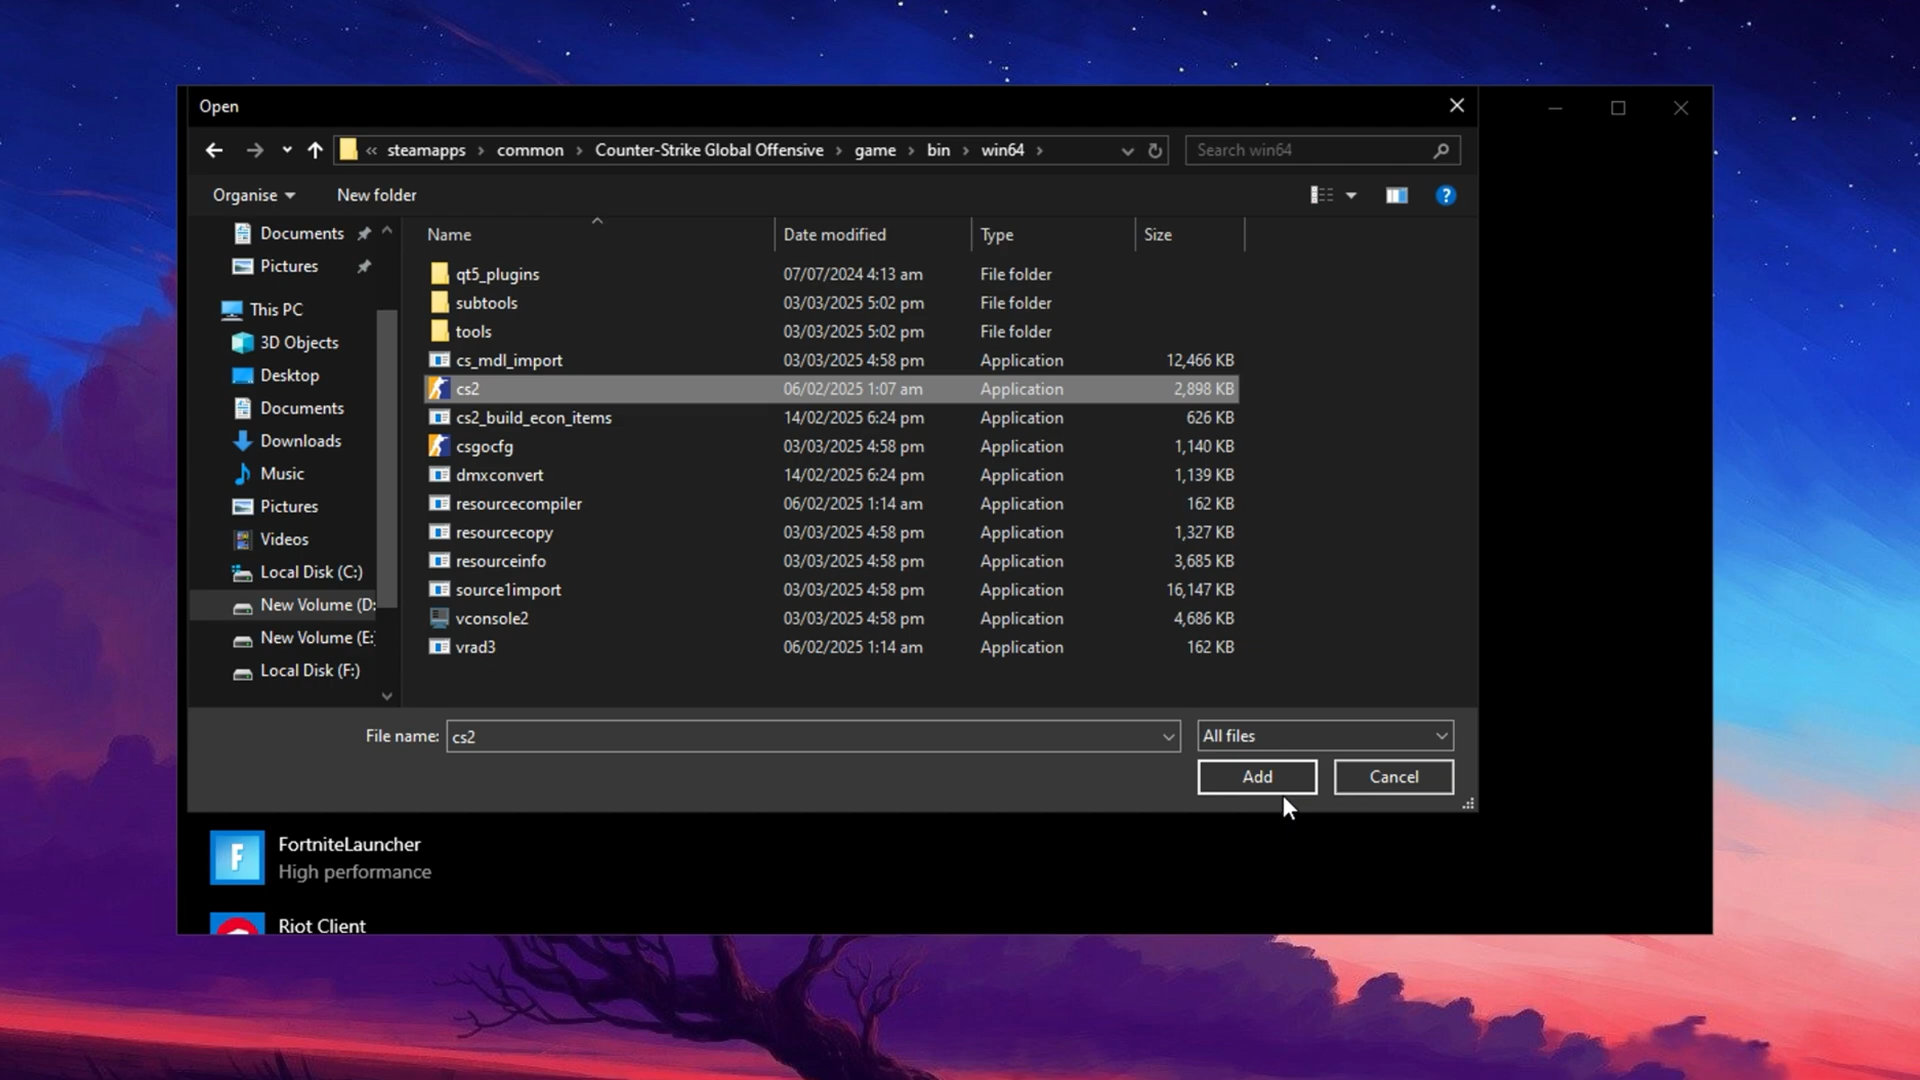 Open
« steamapps › common › Counter-Strike Global Offensive › game › bin › win64 ›
Search win64
Organise
New folder
Documents
Pictures
This PC
3D Objects
Desktop
Documents
Downloads
Music
Pictures
Videos
Local Disk (C:)
New Volume (D:
New Volume (E:
Local Disk (F:)
Name Date modified Type Size
qt5_plugins 07/07/2024 4:13 am File folder
subtools 03/03/2025 5:02 pm File folder
tools 03/03/2025 5:02 pm File folder
cs_mdl_import 03/03/2025 4:58 pm Application 12,466 KB
cs2 06/02/2025 1:07 am Application 2,898 KB
cs2_build_econ_items 14/02/2025 6:24 pm Application 626 KB
csgocfg 03/03/2025 4:58 pm Application 1,140 KB
dmxconvert 14/02/2025 6:24 pm Application 1,139 KB
resourcecompiler 06/02/2025 1:14 am Application 162 KB
resourcecopy 03/03/2025 4:58 pm Application 1,327 KB
resourceinfo 03/03/2025 4:58 pm Application 3,685 KB
source1import 03/03/2025 4:58 pm Application 16,147 KB
vconsole2 03/03/2025 4:58 pm Application 4,686 KB
vrad3 06/02/2025 1:14 am Application 162 KB
File name: cs2
All files
Add
Cancel
F
FortniteLauncher
High performance
Riot Client